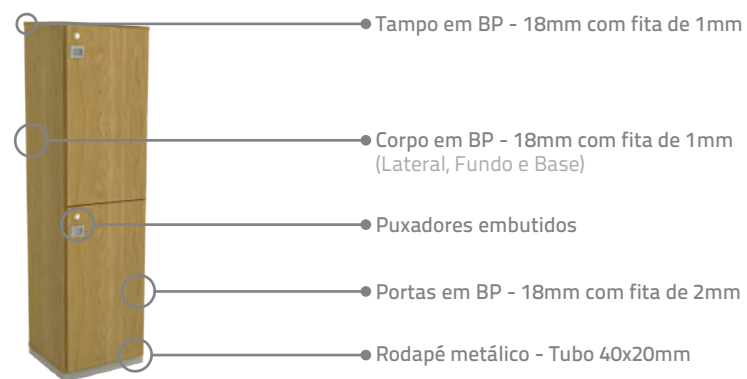 Tampo em BP - 18mm com fita de 1mm
Corpo em BP - 18mm com fita de 1mm
(Lateral, Fundo e Base)
Puxadores embutidos
Portas em BP - 18mm com fita de 2mm
Rodapé metálico - Tubo 40x20mm